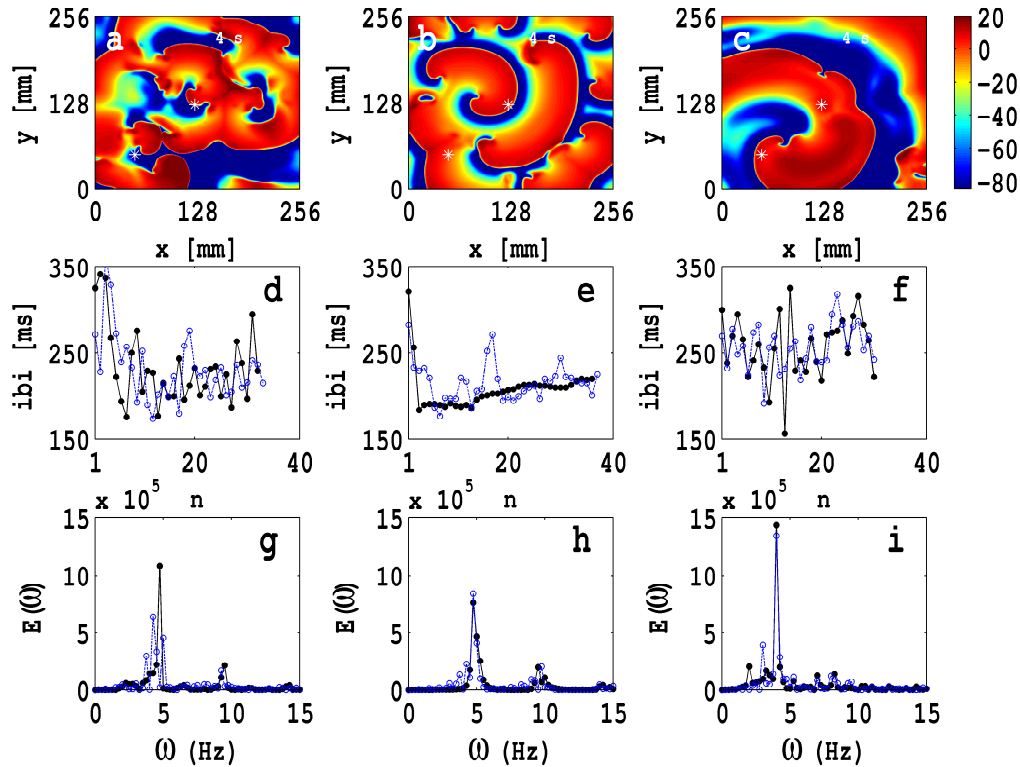 256 128 0 y [mm] a 4 s 0 128 256 x [mm]
256 128 0 y [mm] b 4 s 0 128 256 x [mm]
256 128 0 y [mm] c 4 s 0 128 256 x [mm]
20 0 −20 −40 −60 −80
350 250 150 ibi [ms] d 1 20 40 n
350 250 150 ibi [ms] e 1 20 40 n
350 250 150 ibi [ms] f 1 20 40 n
x 10^5 15 10 5 0 E(ω) g 0 5 10 15 ω (Hz)
x 10^5 15 10 5 0 E(ω) h 0 5 10 15 ω (Hz)
x 10^5 15 10 5 0 E(ω) i 0 5 10 15 ω (Hz)